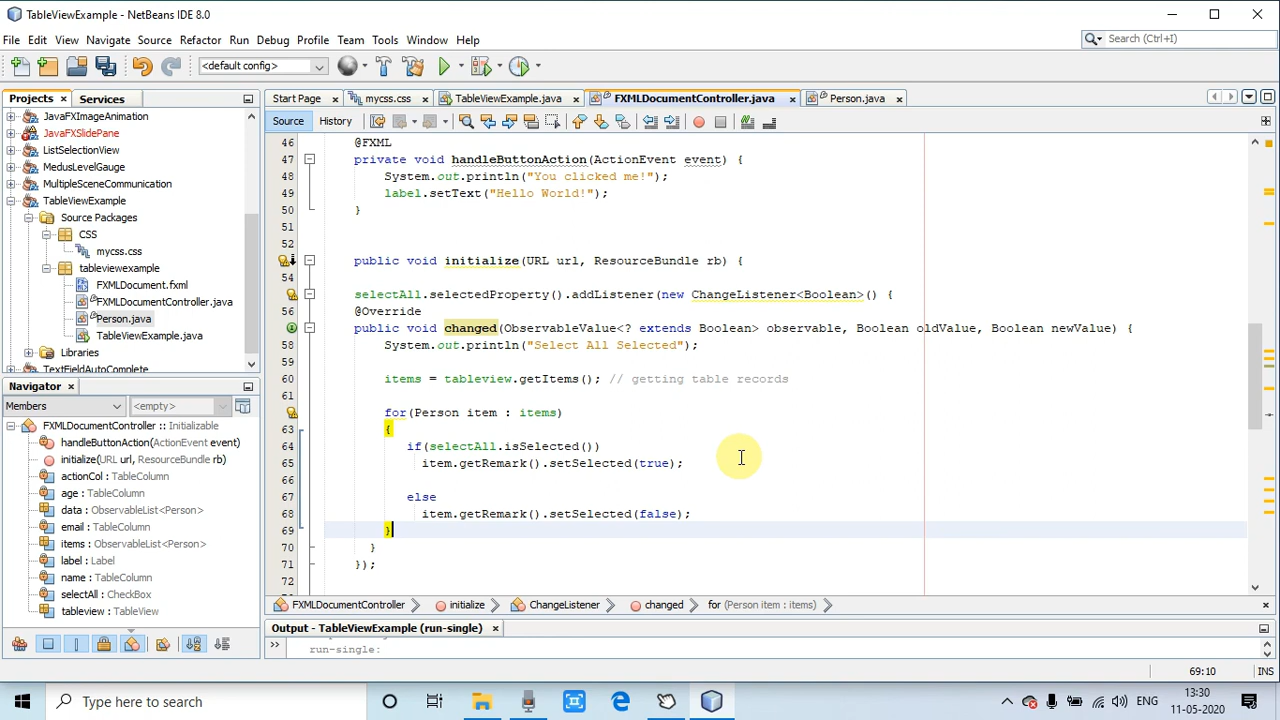 TableViewExample - NetBeans IDE 8.0
File Edit View Navigate Source Refactor Run Debug Profile Team Tools Window Help
Search (Ctrl+I)
<default config>
Projects Services
Start Page mycss.css TableViewExample.java FXMLDocumentController.java Person.java
Source History
JavaFXImageAnimation
JavaFXSlidePane
ListSelectionView
MedusLevelGauge
MultipleSceneCommunication
TableViewExample
Source Packages
CSS
mycss.css
tableviewexample
FXMLDocument.fxml
FXMLDocumentController.java
Person.java
TableViewExample.java
Libraries
TextFieldAutoComplete
Navigator
Members <empty>
FXMLDocumentController :: Initializable
handleButtonAction(ActionEvent event)
initialize(URL url, ResourceBundle rb)
actionCol : TableColumn
age : TableColumn
data : ObservableList<Person>
email : TableColumn
items : ObservableList<Person>
label : Label
name : TableColumn
selectAll : CheckBox
tableview : TableView
46 @FXML
47 private void handleButtonAction(ActionEvent event) {
48 System.out.println("You clicked me!");
49 label.setText("Hello World!");
50 }
51
52
public void initialize(URL url, ResourceBundle rb) {
54
selectAll.selectedProperty().addListener(new ChangeListener<Boolean>() {
56 @Override
public void changed(ObservableValue<? extends Boolean> observable, Boolean oldValue, Boolean newValue) {
58 System.out.println("Select All Selected");
59
60 items = tableview.getItems(); // getting table records
61
for(Person item : items)
63 {
64 if(selectAll.isSelected())
65 item.getRemark().setSelected(true);
66
67 else
68 item.getRemark().setSelected(false);
69 }
70 }
71 });
72
FXMLDocumentController initialize ChangeListener changed for (Person item : items)
Output - TableViewExample (run-single)
run-single:
69:10 INS
Type here to search
ENG
13:30
11-05-2020